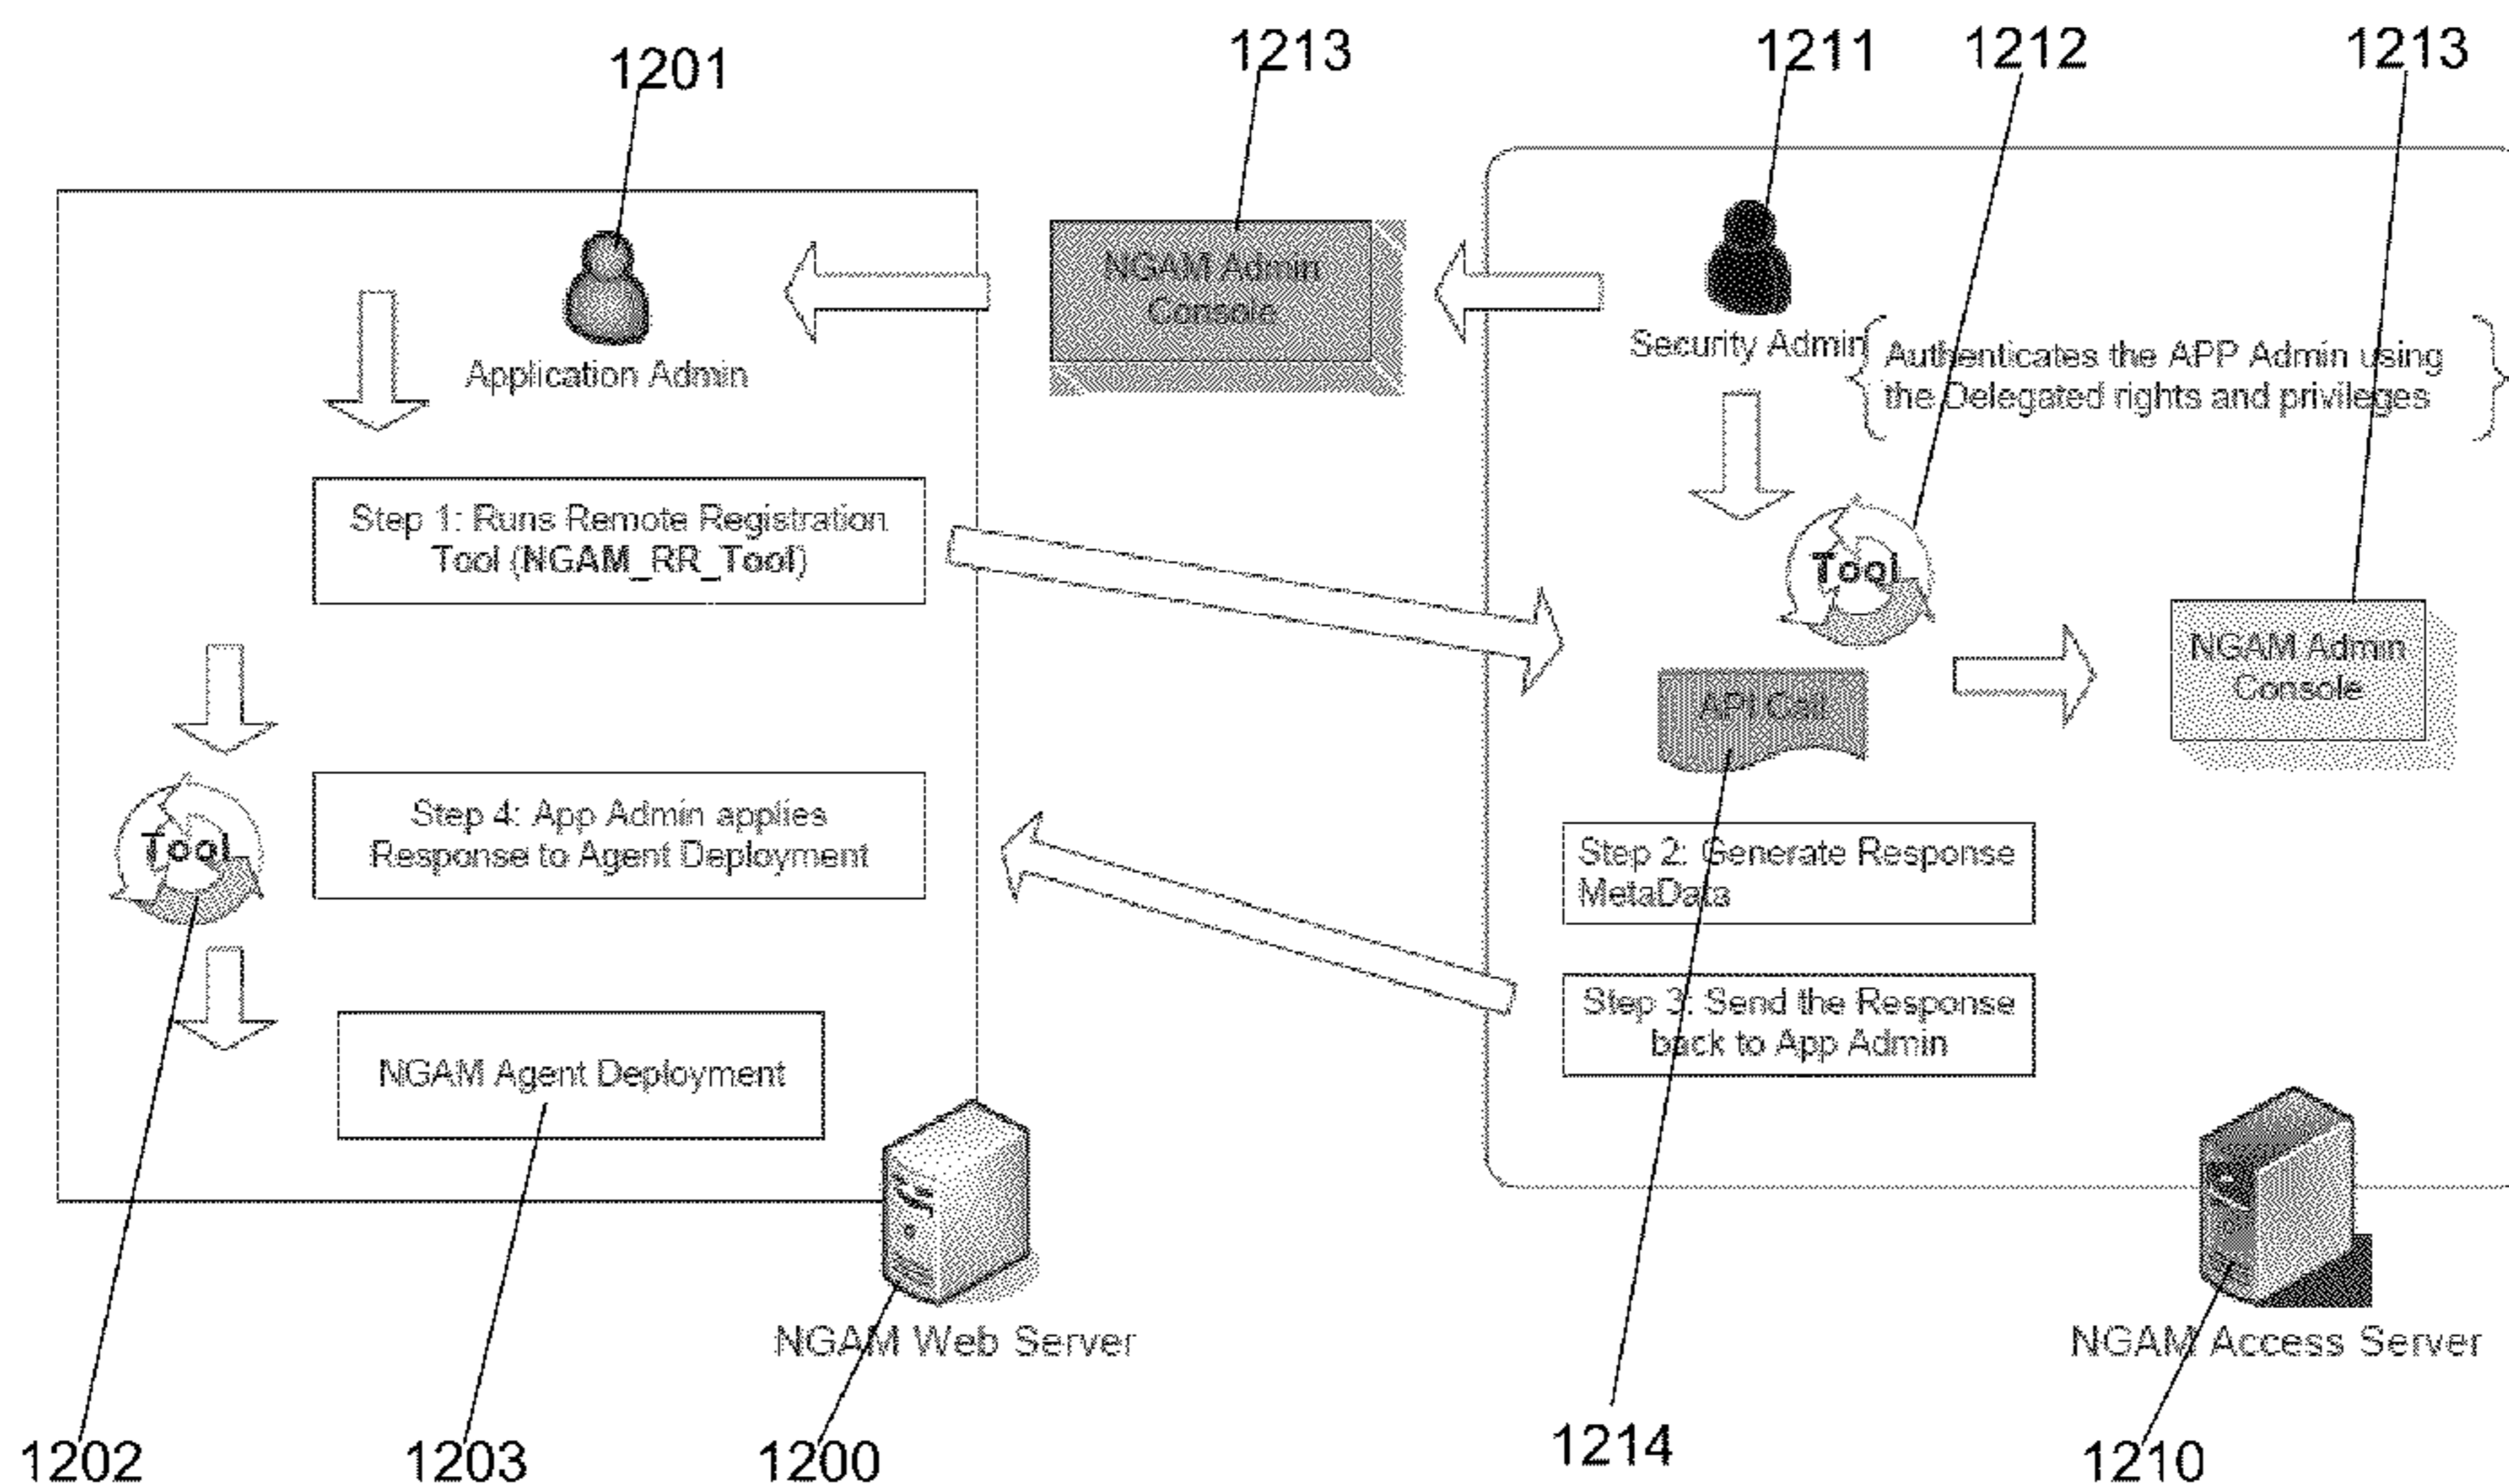 1201
1213
1211
1212
1213
NGAM Admin
Console
Application Admin
Security Admin
Authenticates the APP Admin using
the Delegated rights and privileges
Step 1: Runs Remote Registration
Tool (NGAM_RR_Tool)
Tool
NGAM Admin
Console
API Call
Step 4: App Admin applies
Response to Agent Deployment
Tool
Step 2: Generate Response
MetaData
Step 3: Send the Response
back to App Admin
NGAM Agent Deployment
NGAM Web Server
NGAM Access Server
1202
1203
1200
1214
1210